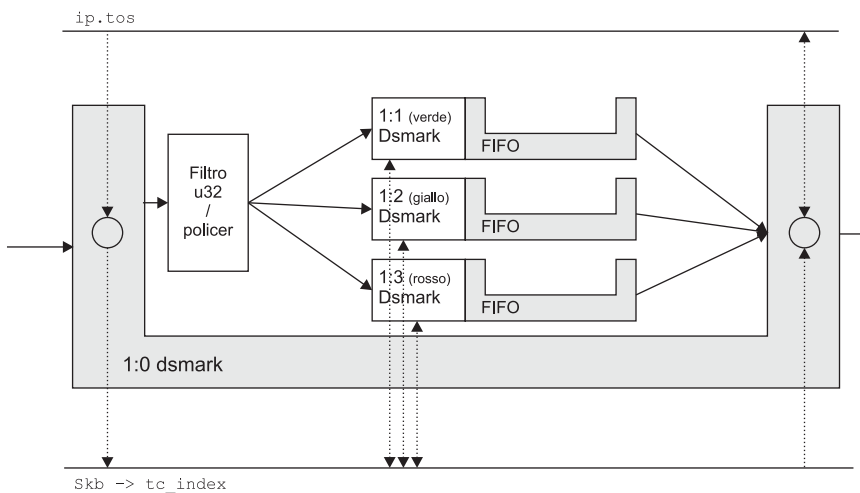 ip.tos
Filtro
u32
/
policer
1:1 (verde)
Dsmark
FIFO
1:2 (giallo)
Dsmark
FIFO
1:3 (rosso)
Dsmark
FIFO
1:0 dsmark
Skb -> tc_index